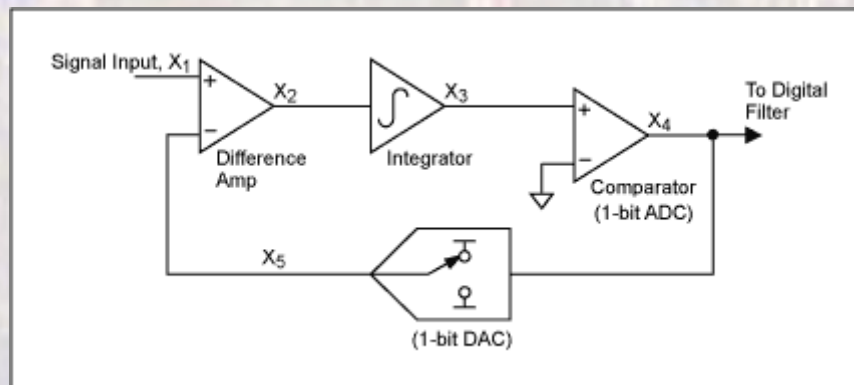 Signal Input, X1
+
−
X2
Difference
Amp
X3
Integrator
+
−
X4
Comparator
(1-bit ADC)
To Digital
Filter
X5
(1-bit DAC)